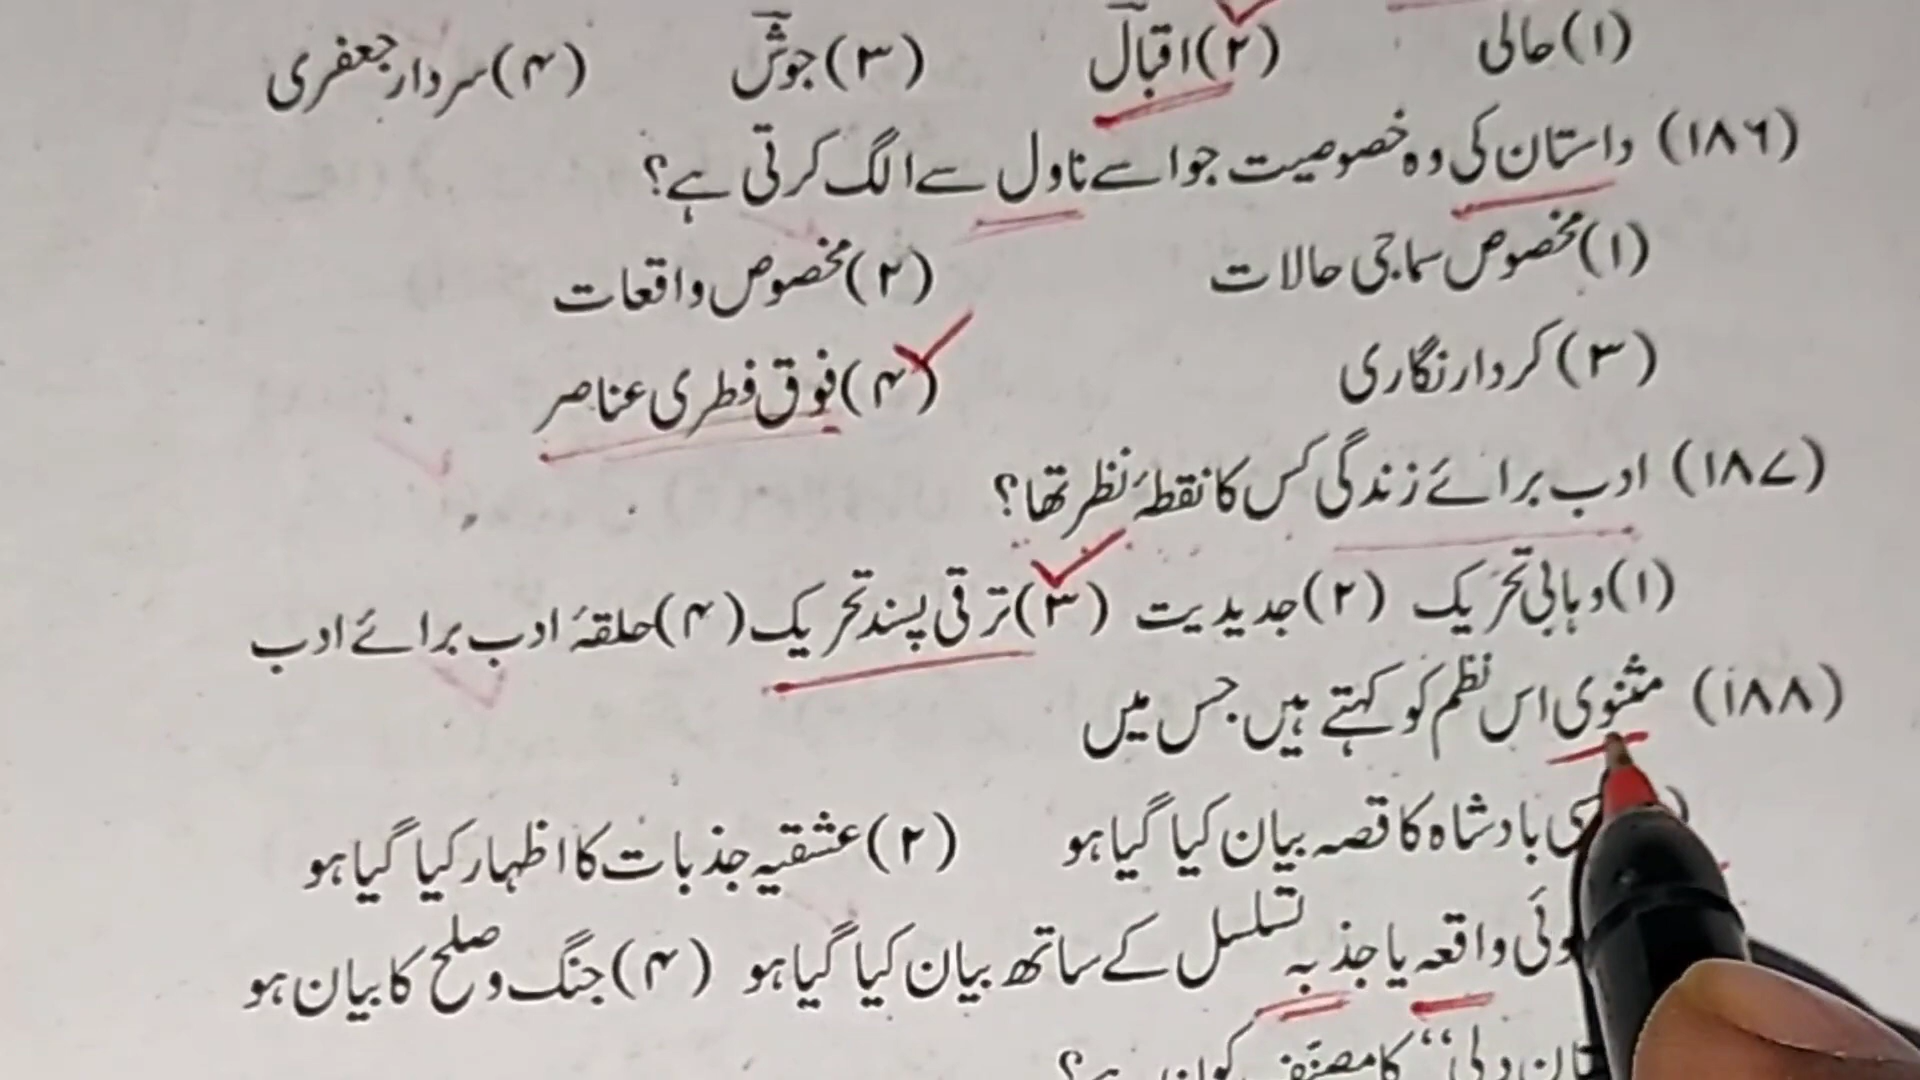 (۱) حالی (۲) اقبالؔ (۳) جوشؔ (۴) سردار جعفری
(۱۸۶) داستان کی وہ خصوصیت جو اسے ناول سے الگ کرتی ہے؟
(۱) مخصوص سماجی حالات (۲) مخصوص واقعات
(۳) کردار نگاری (۴) فوق فطری عناصر
(۱۸۷) ادب برائے زندگی کس کا نقطۂ نظر تھا؟
(۱) وہابی تحریک (۲) جدیدیت (۳) ترقی پسند تحریک (۴) حلقۂ ادب برائے ادب
(۱۸۸) مثنوی اس نظم کو کہتے ہیں جس میں
بادشاہ کا قصہ بیان کیا گیا ہو (۲) عشقیہ جذبات کا اظہار کیا گیا ہو
واقعہ یا جذبہ تسلسل کے ساتھ بیان کیا گیا ہو (۴) جنگ و صلح کا بیان ہو
دلی“ کا مصنف کون ہے؟